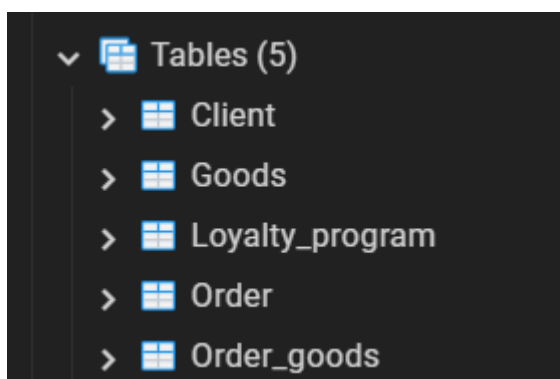 Tables (5)
Client
Goods
Loyalty_program
Order
Order_goods